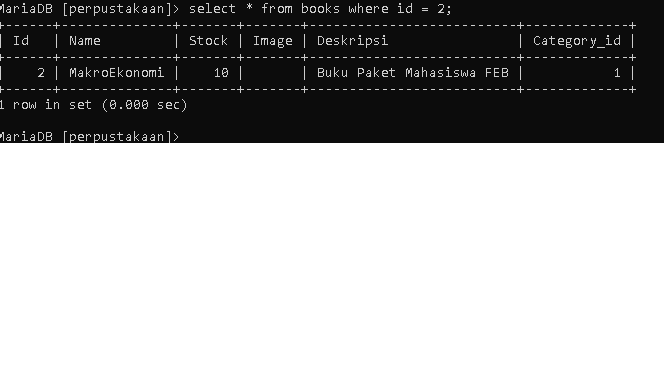 MariaDB [perpustakaan]> select * from books where id = 2;
+------+--------------+-------+-------+------------------------+-------------+
| Id | Name | Stock | Image | Deskripsi | Category_id |
+------+--------------+-------+-------+------------------------+-------------+
| 2 | MakroEkonomi | 10 | | Buku Paket Mahasiswa FEB | 1 |
+------+--------------+-------+-------+------------------------+-------------+
1 row in set (0.000 sec)
MariaDB [perpustakaan]>